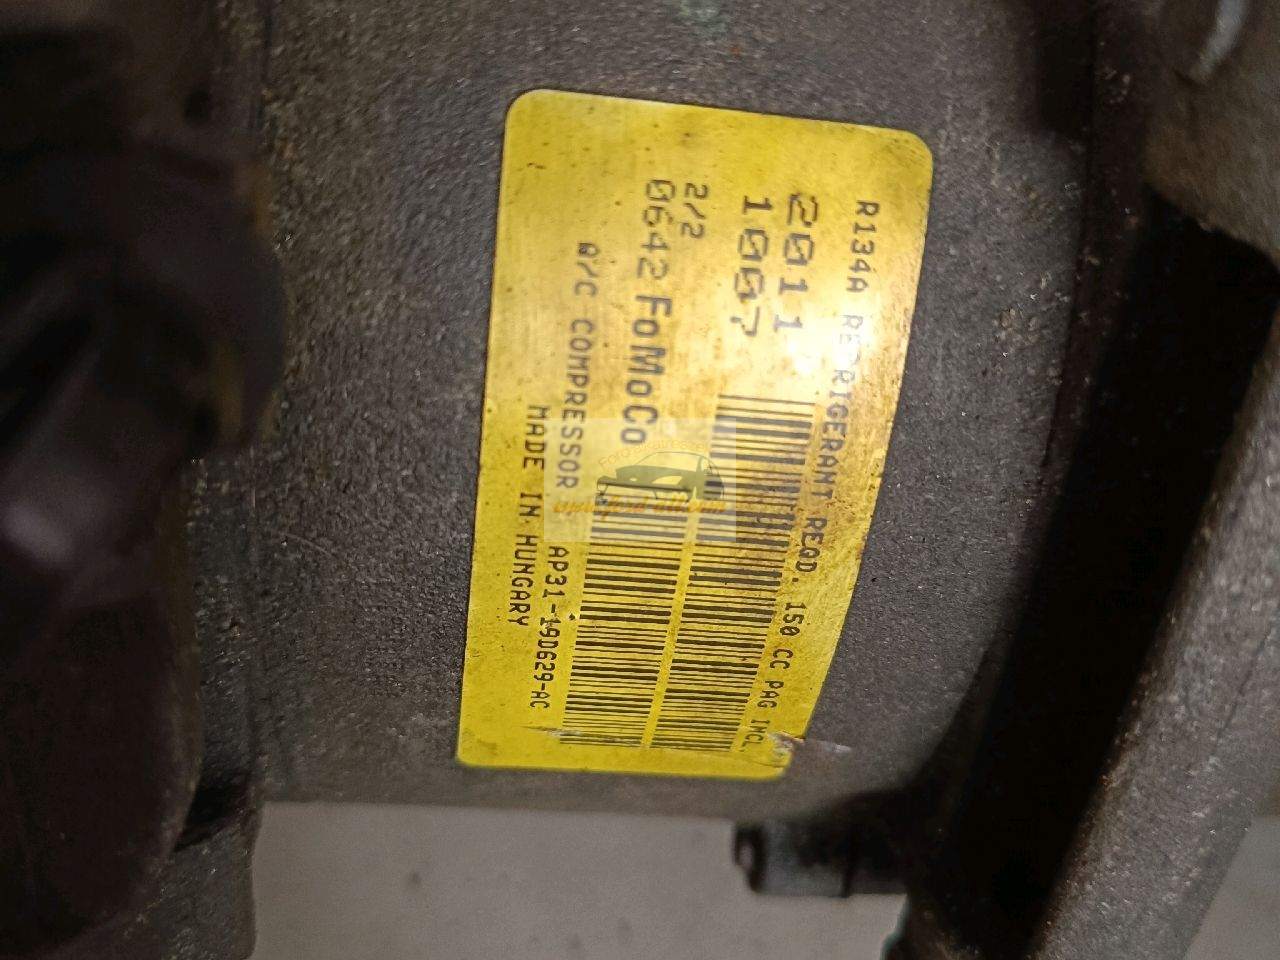 R134A REFRIGERANT REQD. 150 CC PAG INCL.
2011
1007
2/2
0642 FoMoCo
A/C COMPRESSOR AP31-19D629-AC
MADE IN HUNGARY